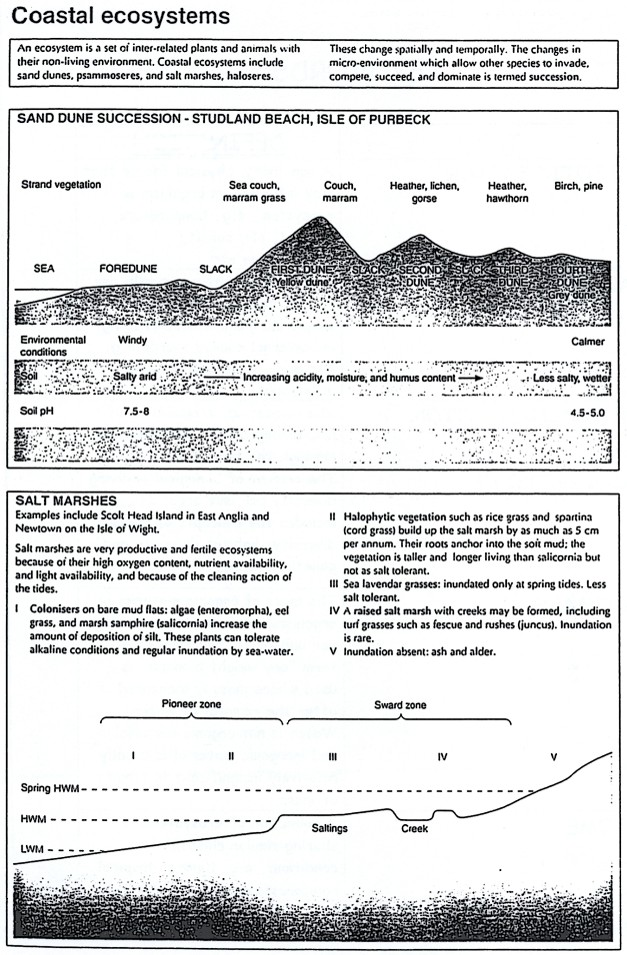 Coastal ecosystems
An ecosystem is a set of inter-related plants and animals with
their non-living environment. Coastal ecosystems include
sand dunes, psammoseres, and salt marshes, haloseres.
These change spatially and temporally. The changes in
micro-environment which allow other species to invade,
compete, succeed, and dominate is termed succession.
SAND DUNE SUCCESSION - STUDLAND BEACH, ISLE OF PURBECK
Strand vegetation
Sea couch,
marram grass
Couch,
marram
Heather, lichen,
gorse
Heather,
hawthorn
Birch, pine
SEA
FOREDUNE
SLACK
FIRST DUNE
'Yellow dune'
SLACK
SECOND
DUNE
SLACK
THIRD
DUNE
FOURTH
DUNE
'Grey dune'
Environmental
conditions
Windy
Calmer
Soil
Salty arid
Increasing acidity, moisture, and humus content
Less salty, wetter
Soil pH
7.5-8
4.5-5.0
SALT MARSHES
Examples include Scolt Head Island in East Anglia and
Newtown on the Isle of Wight.
Salt marshes are very productive and fertile ecosystems
because of their high oxygen content, nutrient availability,
and light availability, and because of the cleaning action of
the tides.
I Colonisers on bare mud flats: algae (enteromorpha), eel
grass, and marsh samphire (salicornia) increase the
amount of deposition of silt. These plants can tolerate
alkaline conditions and regular inundation by sea-water.
II Halophytic vegetation such as rice grass and spartina
(cord grass) build up the salt marsh by as much as 5 cm
per annum. Their roots anchor into the soft mud; the
vegetation is taller and longer living than salicornia but
not as salt tolerant.
III Sea lavendar grasses: inundated only at spring tides. Less
salt tolerant.
IV A raised salt marsh with creeks may be formed, including
turf grasses such as fescue and rushes (juncus). Inundation
is rare.
V Inundation absent: ash and alder.
Pioneer zone
Sward zone
I
II
III
IV
V
Spring HWM
HWM
Saltings
Creek
LWM